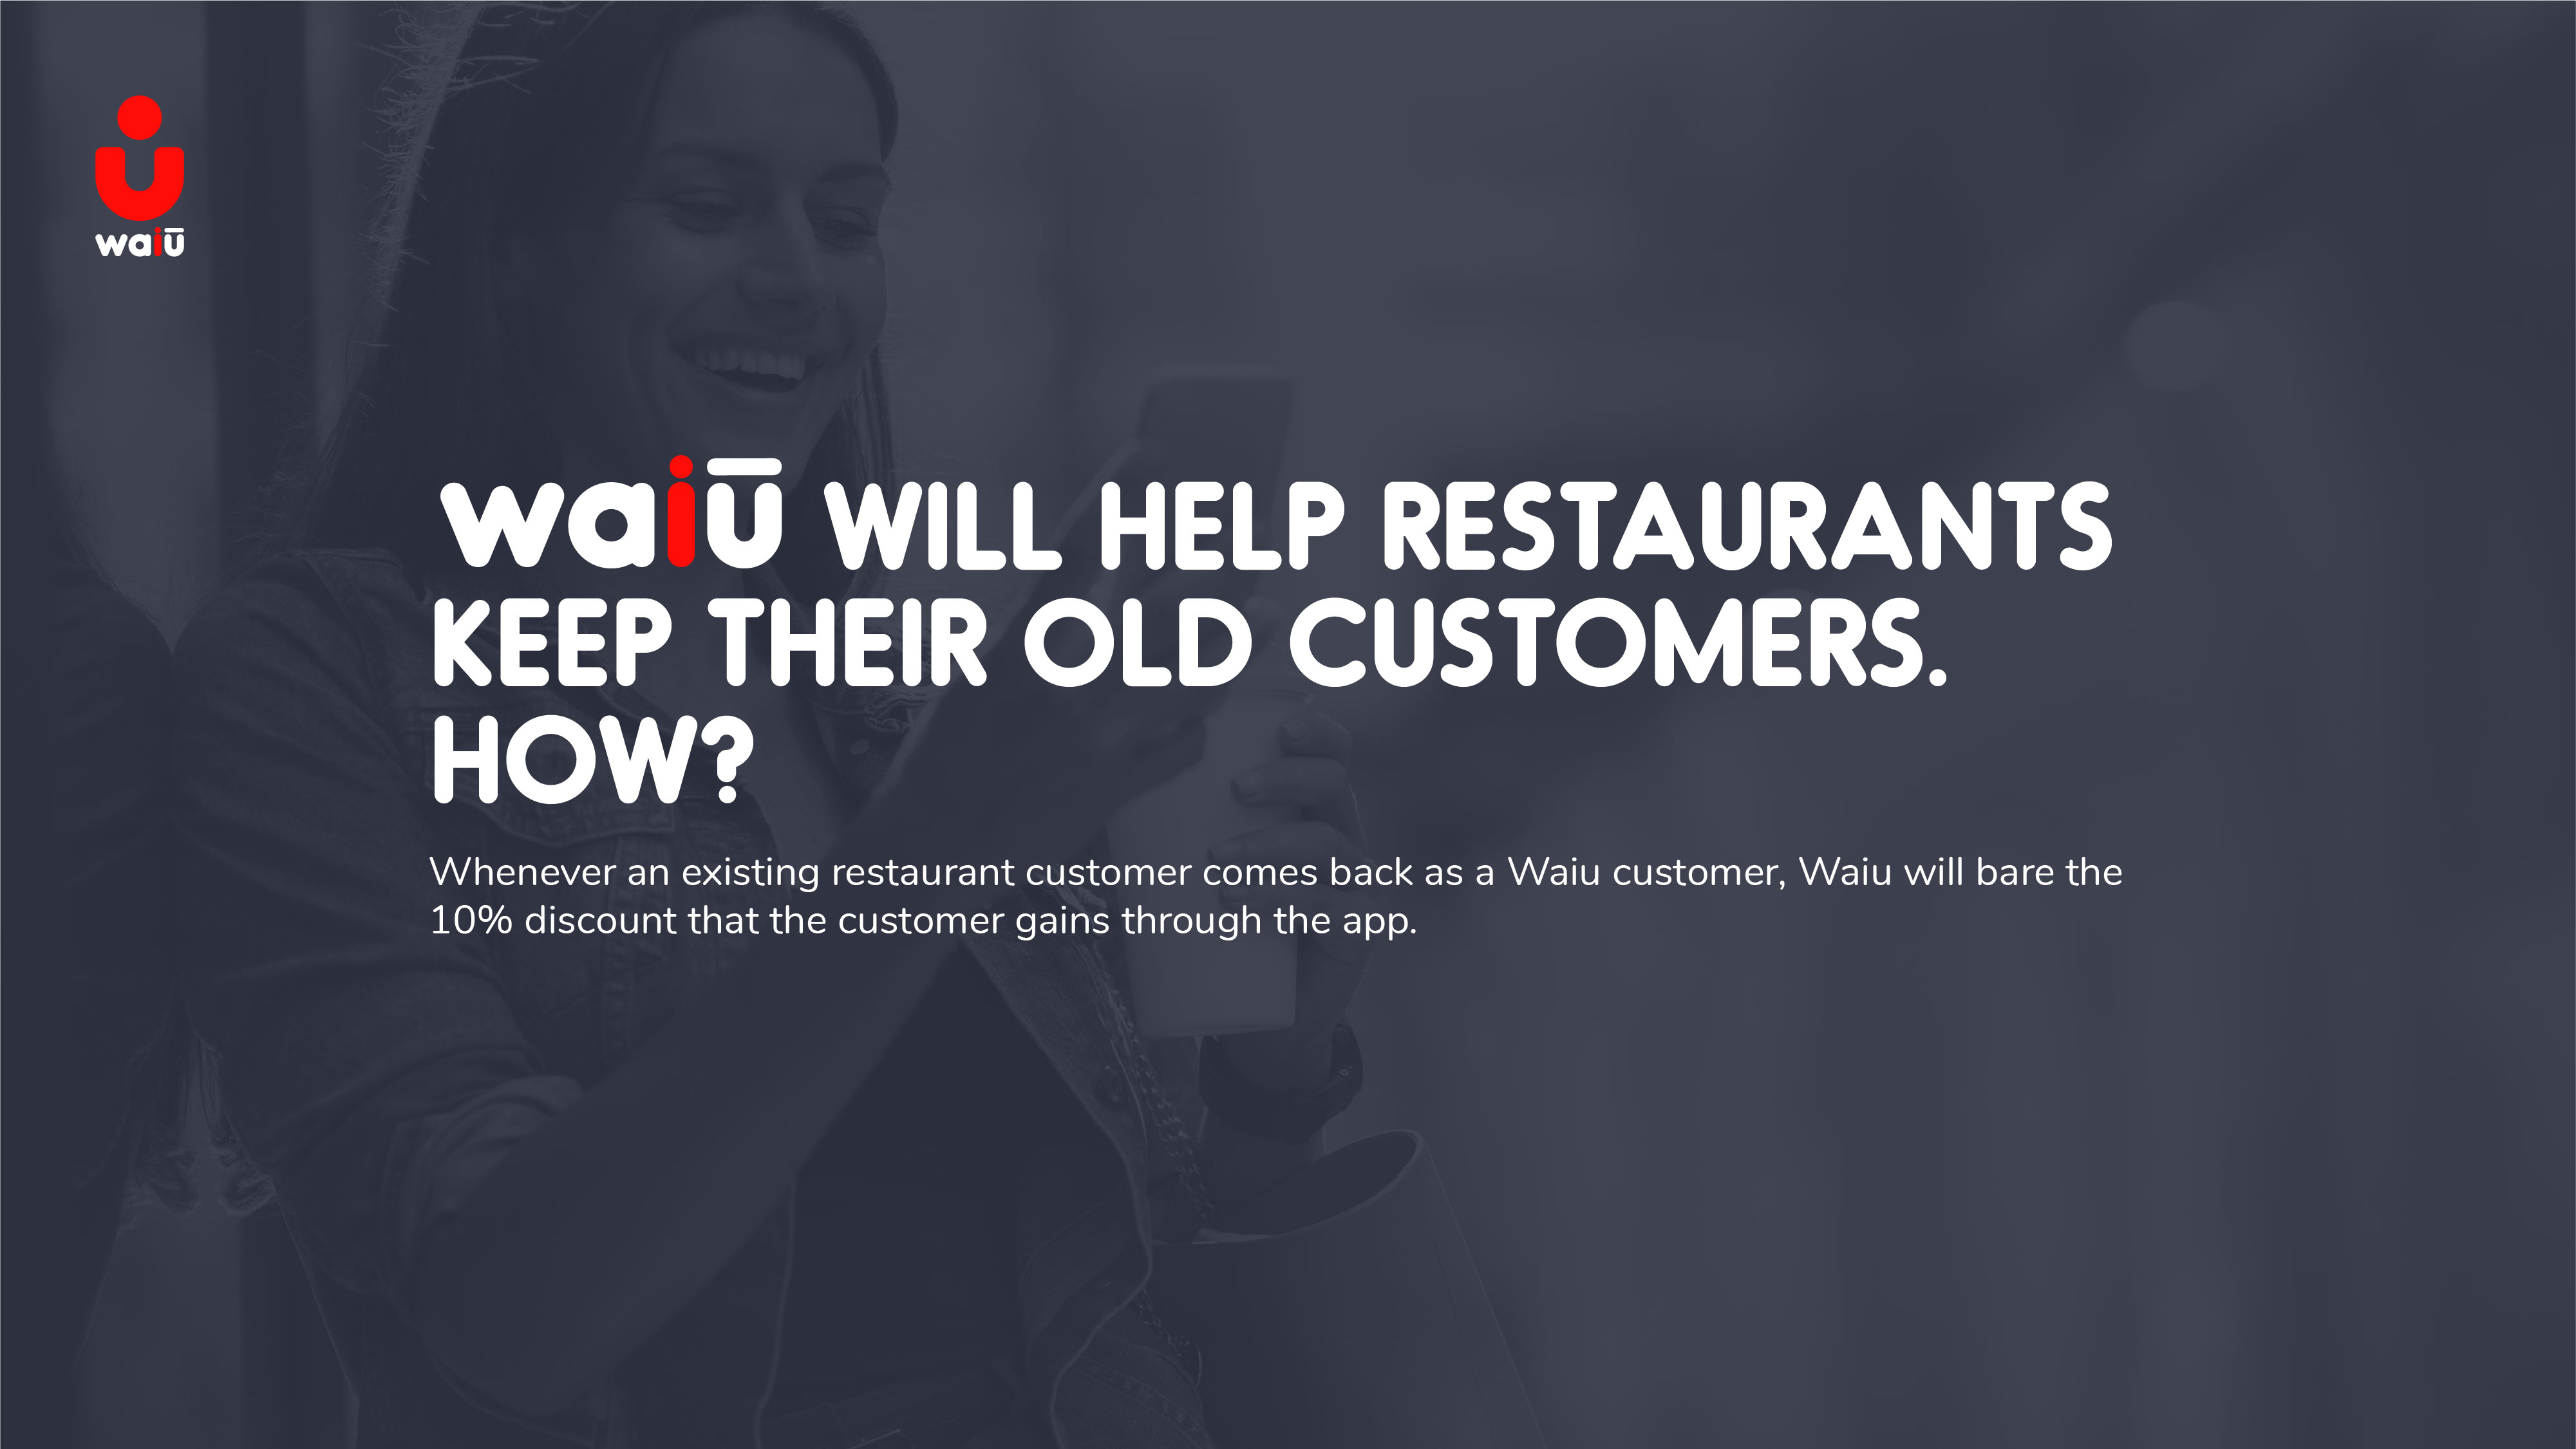 waiū
waiū WILL HELP RESTAURANTS
KEEP THEIR OLD CUSTOMERS.
HOW?
Whenever an existing restaurant customer comes back as a Waiu customer, Waiu will bare the
10% discount that the customer gains through the app.